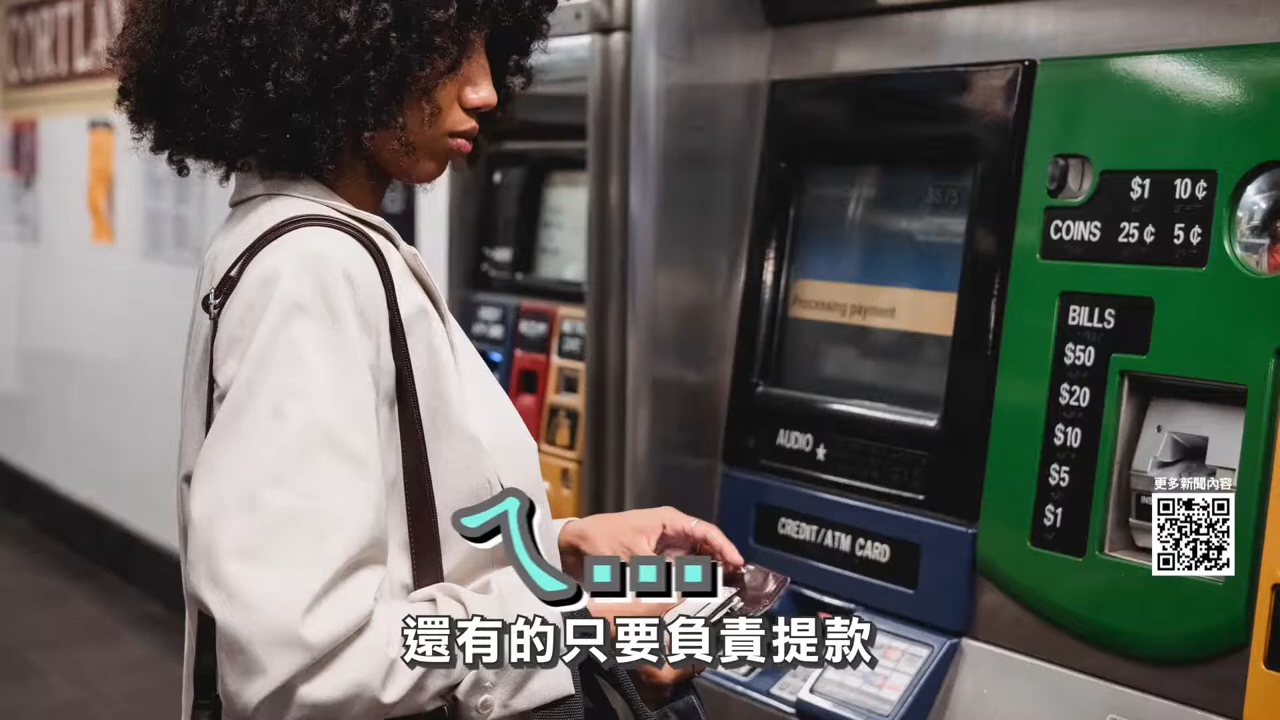 CORTLA
$1 10¢
COINS 25¢ 5¢
BILLS
$50
$20
$10
$5
$1
Processing payment
AUDIO
CREDIT/ATM CARD
更多新聞內容
ㄟ...
還有的只要負責提款